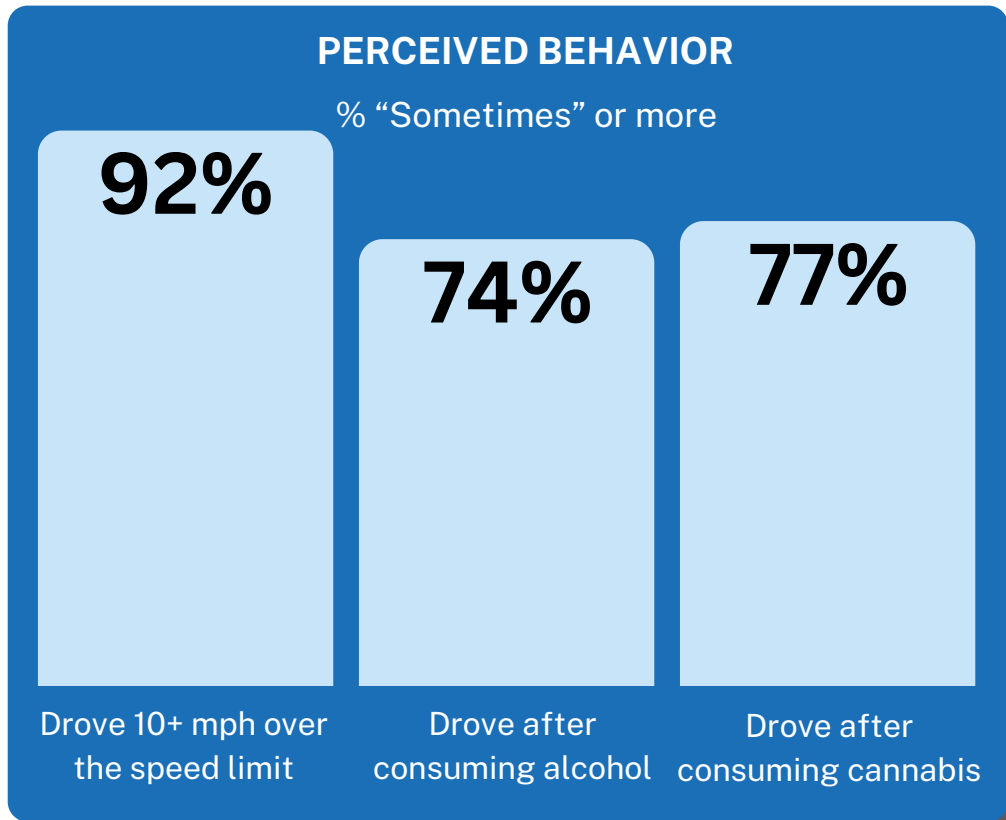 PERCEIVED BEHAVIOR
% “Sometimes” or more
92%
74%
77%
Drove 10+ mph over
the speed limit
Drove after
consuming alcohol
Drove after
consuming cannabis